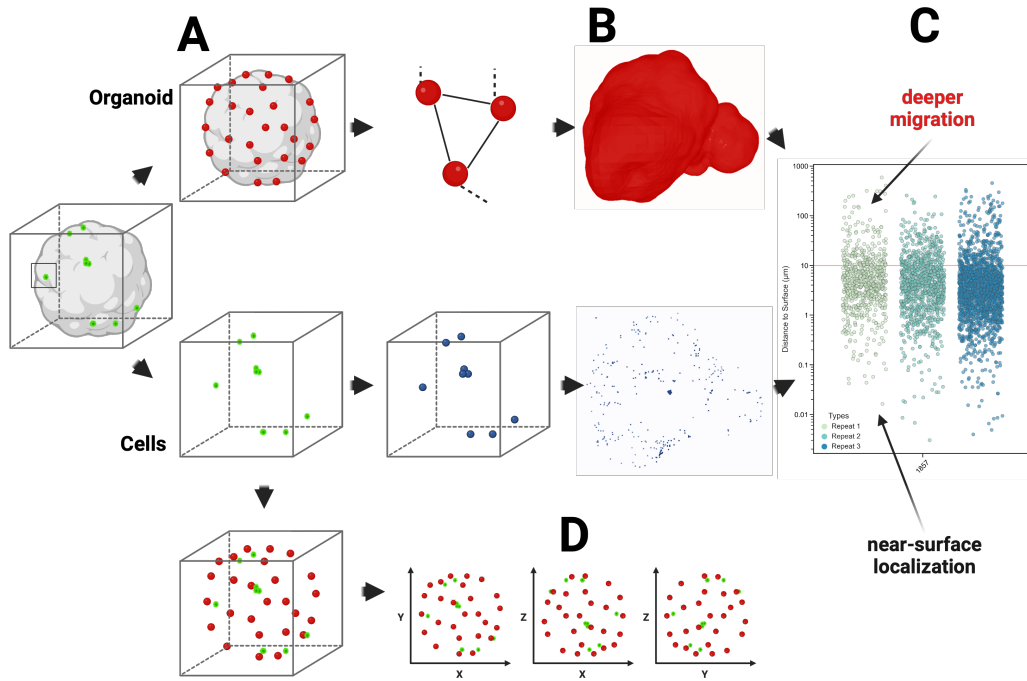 A
B
C
Organoid
deeper
migration
1000
100
10
1
0.1
0.01
Distance to Surface (μm)
Types
Repeat 1
Repeat 2
Repeat 3
1857
Cells
near-surface
localization
D
Y
X
Z
X
Z
Y